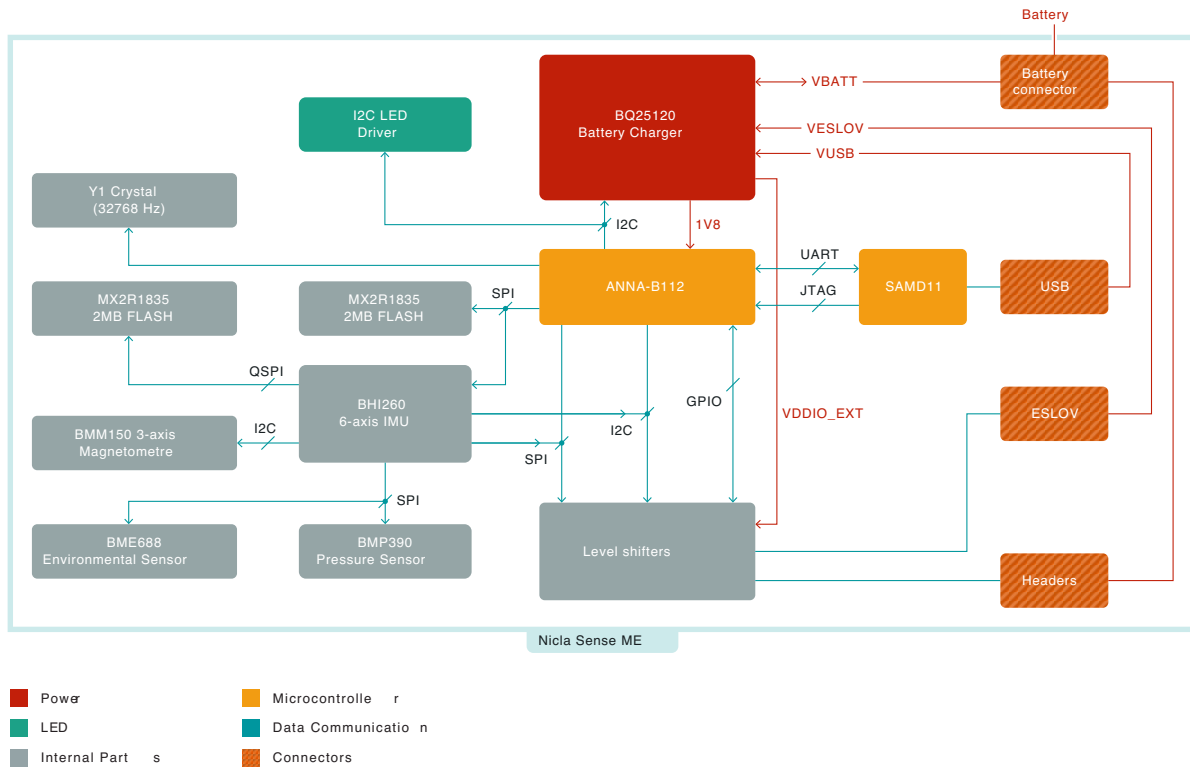 Battery
BQ25120
Battery Charger
VBATT
Battery
connector
I2C LED
Driver
VESLOV
VUSB
Y1 Crystal
(32768 Hz)
I2C
1V8
ANNA-B112
UART
JTAG
SAMD11
USB
MX2R1835
2MB FLASH
MX2R1835
2MB FLASH
SPI
QSPI
BHI260
6-axis IMU
GPIO
VDDIO_EXT
ESLOV
BMM150 3-axis
Magnetometre
I2C
I2C
SPI
SPI
BME688
Environmental Sensor
BMP390
Pressure Sensor
Level shifters
Headers
Nicla Sense ME
Power
Microcontrolle r
LED
Data Communicatio n
Internal Part s
Connectors